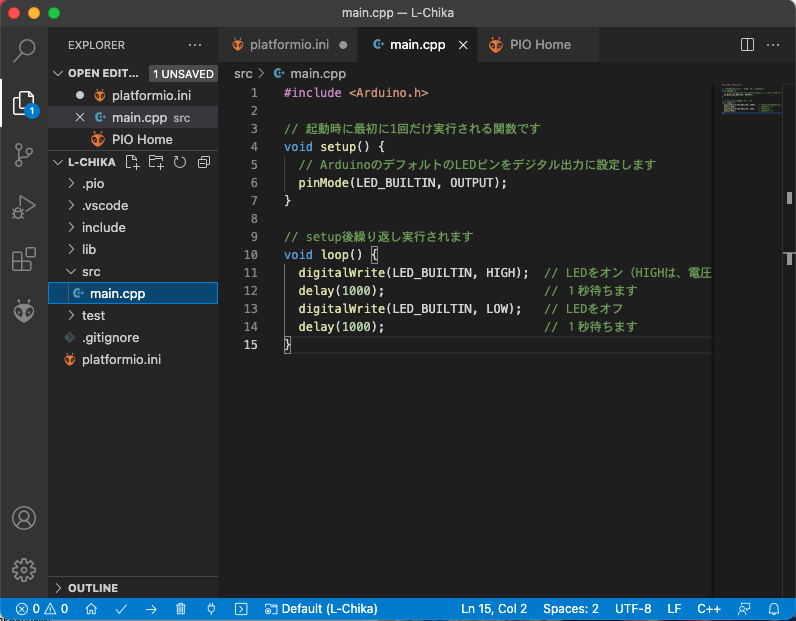 main.cpp — L-Chika
EXPLORER
platformio.ini
main.cpp
PIO Home
OPEN EDIT...
1 UNSAVED
platformio.ini
main.cpp src
PIO Home
L-CHIKA
.pio
.vscode
include
lib
src
main.cpp
test
.gitignore
platformio.ini
OUTLINE
src > main.cpp
1 #include <Arduino.h>
2
3 // 起動時に最初に1回だけ実行される関数です
4 void setup() {
5 // ArduinoのデフォルトのLEDピンをデジタル出力に設定します
6 pinMode(LED_BUILTIN, OUTPUT);
7 }
8
9 // setup後繰り返し実行されます
10 void loop() {
11 digitalWrite(LED_BUILTIN, HIGH); // LEDをオン（HIGHは、電圧
12 delay(1000); // １秒待ちます
13 digitalWrite(LED_BUILTIN, LOW); // LEDをオフ
14 delay(1000); // １秒待ちます
15 }
1
0 0 Default (L-Chika) Ln 15, Col 2 Spaces: 2 UTF-8 LF C++